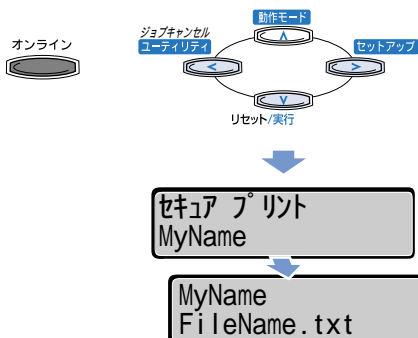 動作モード
ジョブキャンセル
オンライン
ユーティリティ
セットアップ
リセット/実行
セキュア プリント
MyName
MyName
FileName.txt